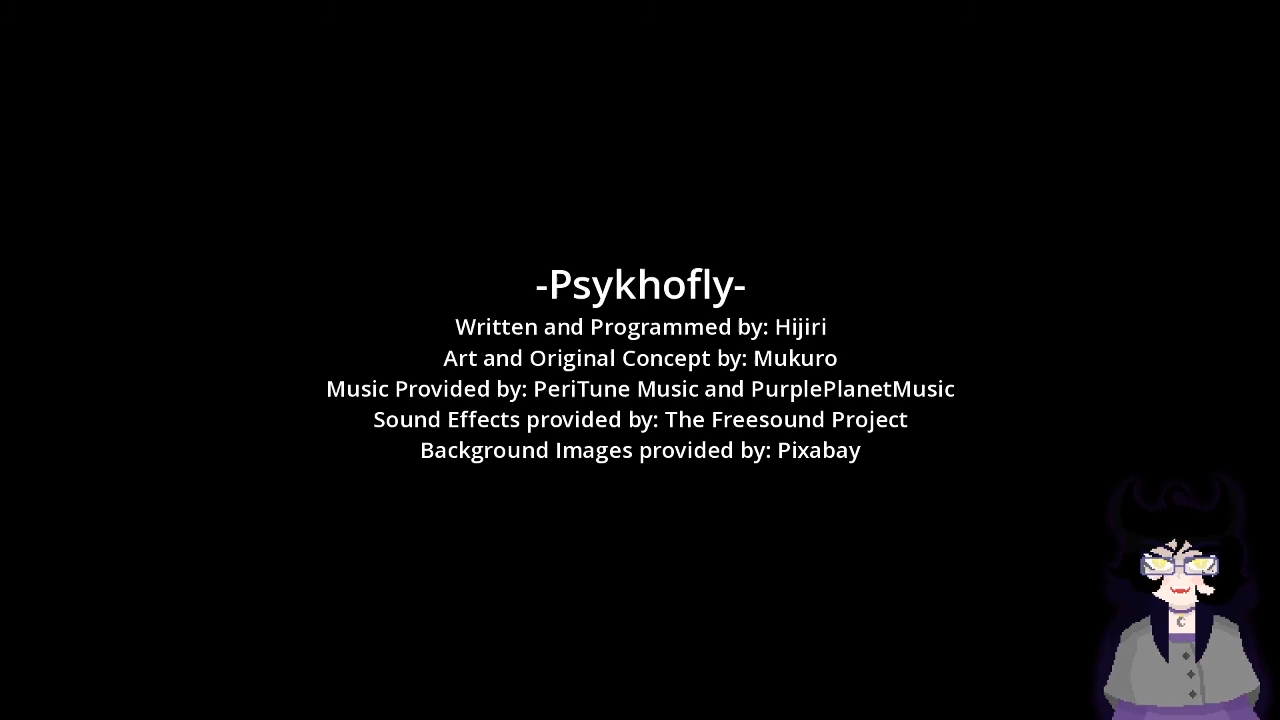 -Psykhofly-
Written and Programmed by: Hijiri
Art and Original Concept by: Mukuro
Music Provided by: PeriTune Music and PurplePlanetMusic
Sound Effects provided by: The Freesound Project
Background Images provided by: Pixabay